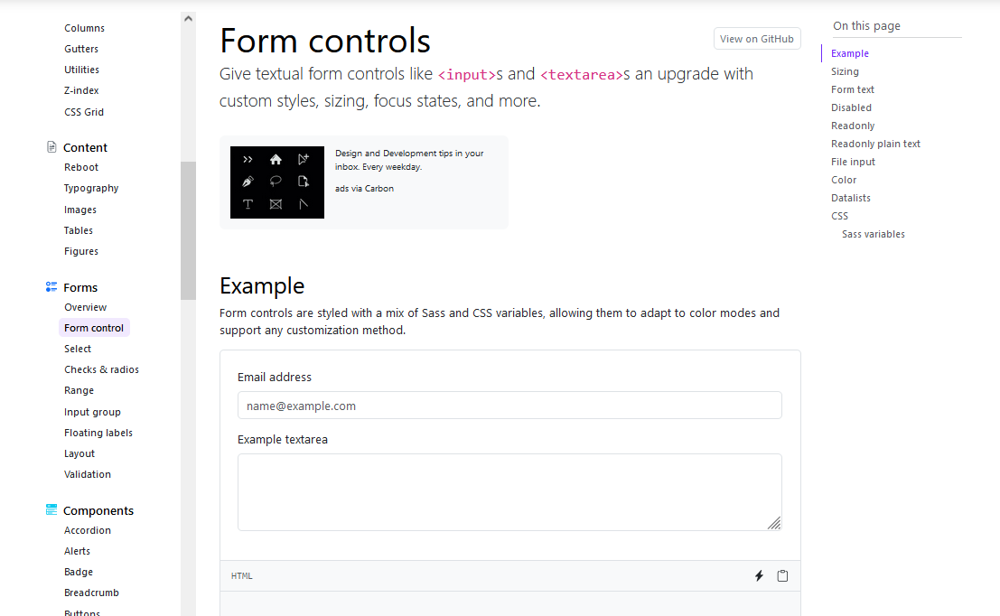 Columns
Gutters
Utilities
Z-index
CSS Grid
Content
Reboot
Typography
Images
Tables
Figures
Forms
Overview
Form control
Select
Checks & radios
Range
Input group
Floating labels
Layout
Validation
Components
Accordion
Alerts
Badge
Breadcrumb
Buttons
Form controls
View on GitHub
Give textual form controls like <input>s and <textarea>s an upgrade with
custom styles, sizing, focus states, and more.
Design and Development tips in your
inbox. Every weekday.
ads via Carbon
Example
Form controls are styled with a mix of Sass and CSS variables, allowing them to adapt to color modes and
support any customization method.
Email address
name@example.com
Example textarea
HTML
On this page
Example
Sizing
Form text
Disabled
Readonly
Readonly plain text
File input
Color
Datalists
CSS
Sass variables